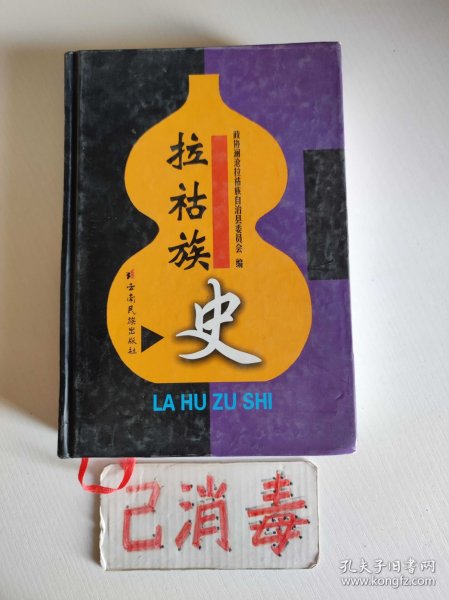 拉祜族
史
政协澜沧拉祜族自治县委员会 编
云南民族出版社
LA HU ZU SHI
已消毒
孔夫子旧书网
www.kongfz.com